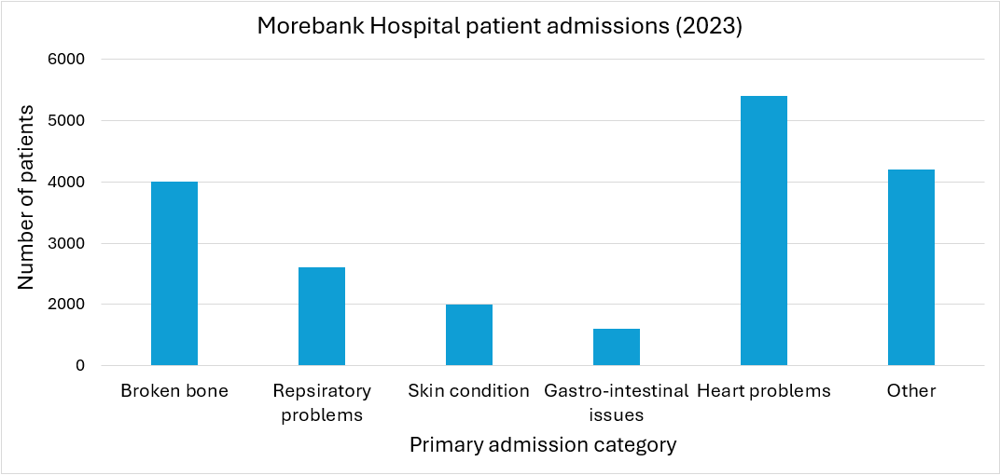 Morebank Hospital patient admissions (2023)
Number of patients
6000
5000
4000
3000
2000
0
Broken bone
Repsiratory
problems
Skin condition
Gastro-intestinal
issues
Heart problems
Other
Primary admission category